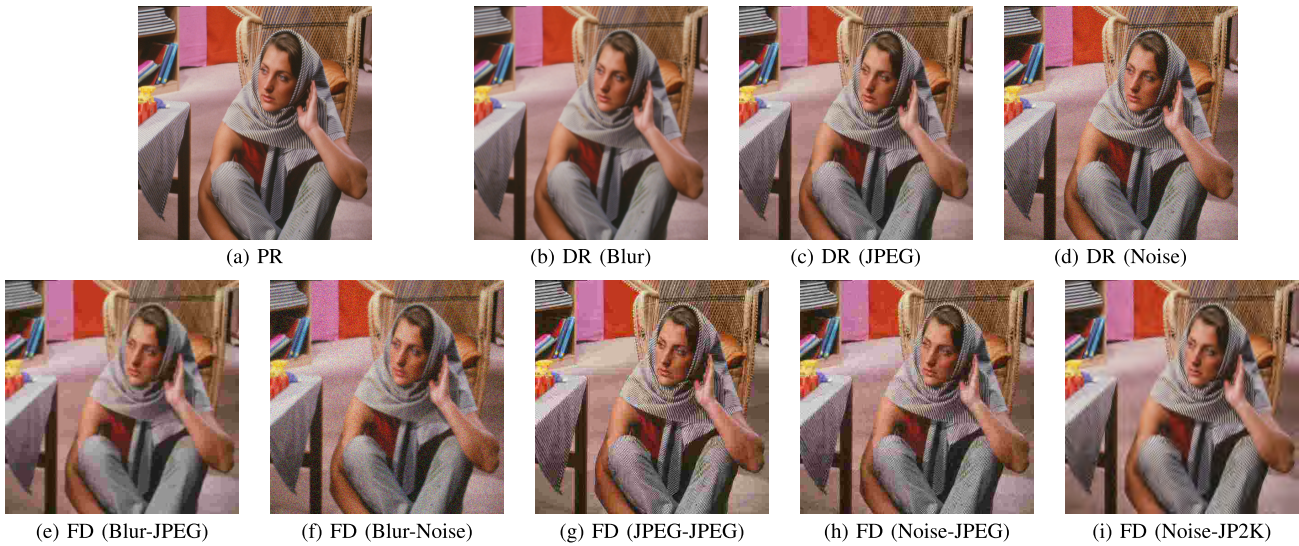 (a) PR
(b) DR (Blur)
(c) DR (JPEG)
(d) DR (Noise)
(e) FD (Blur-JPEG)
(f) FD (Blur-Noise)
(g) FD (JPEG-JPEG)
(h) FD (Noise-JPEG)
(i) FD (Noise-JP2K)